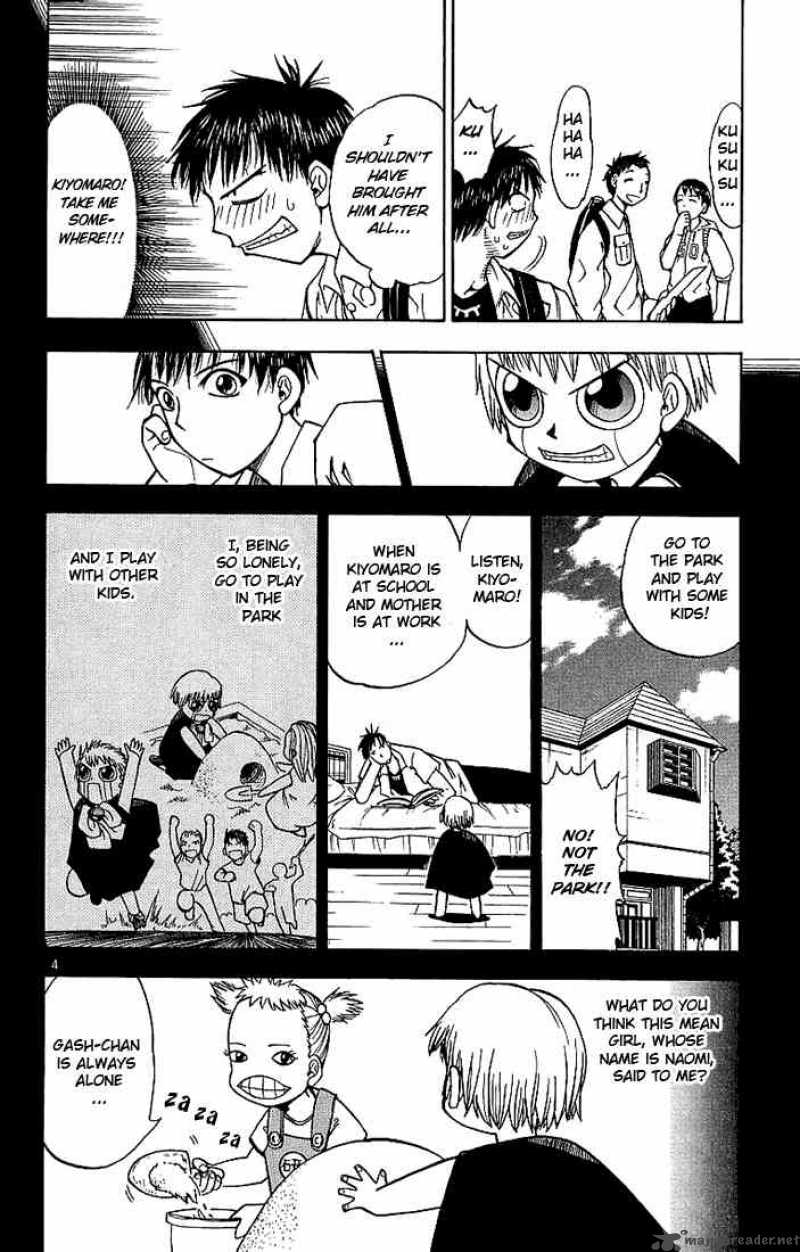 KU
SU
KU
SU
...
HA
HA
HA
...
KU
...
I
SHOULDN'T
HAVE
BROUGHT
HIM AFTER
ALL...
KIYOMARO!
TAKE ME
SOME-
WHERE!!!
GO TO
THE PARK
AND PLAY
WITH SOME
KIDS!
NO!
NOT
THE
PARK!!
LISTEN,
KIYO-
MARO!
WHEN
KIYOMARO IS
AT SCHOOL
AND MOTHER
IS AT WORK
...
I, BEING
SO LONELY,
GO TO PLAY
IN THE
PARK
AND I PLAY
WITH OTHER
KIDS.
4
WHAT DO YOU
THINK THIS MEAN
GIRL, WHOSE
NAME IS NAOMI,
SAID TO ME?
GASH-CHAN
IS ALWAYS
ALONE
...
za
za
za
mangareader.net